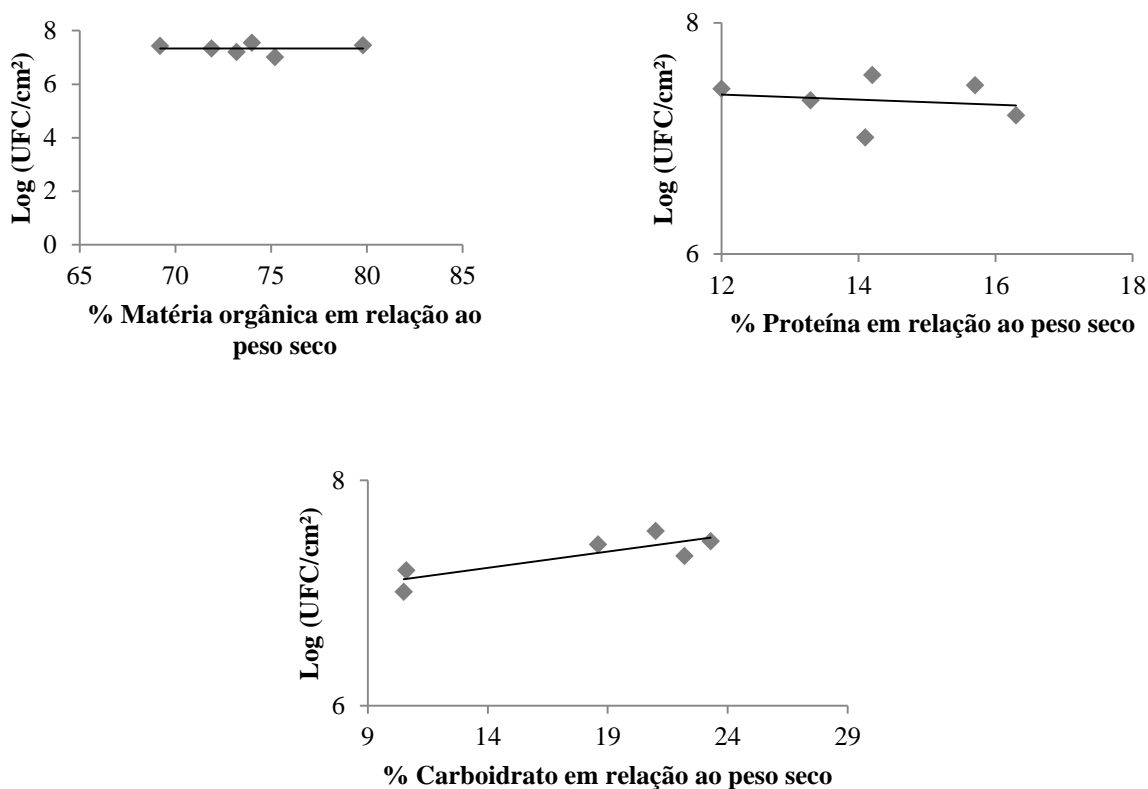 8
6
4
2
0
65 70 75 80 85
Log (UFC/cm²)
% Matéria orgânica em relação ao
peso seco
8
6
12 14 16 18
Log (UFC/cm²)
% Proteína em relação ao peso seco
8
6
9 14 19 24 29
Log (UFC/cm²)
% Carboidrato em relação ao peso seco